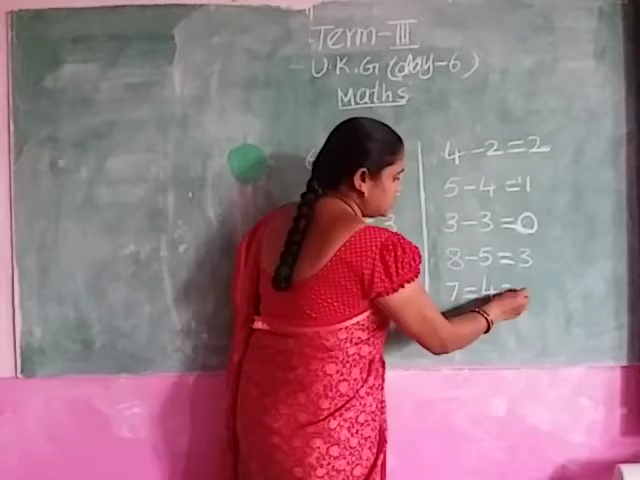 Term-III
U.K.G (day-6)
Maths
4-2=2
5-4=1
3-3=0
8-5=3
7=4=
3